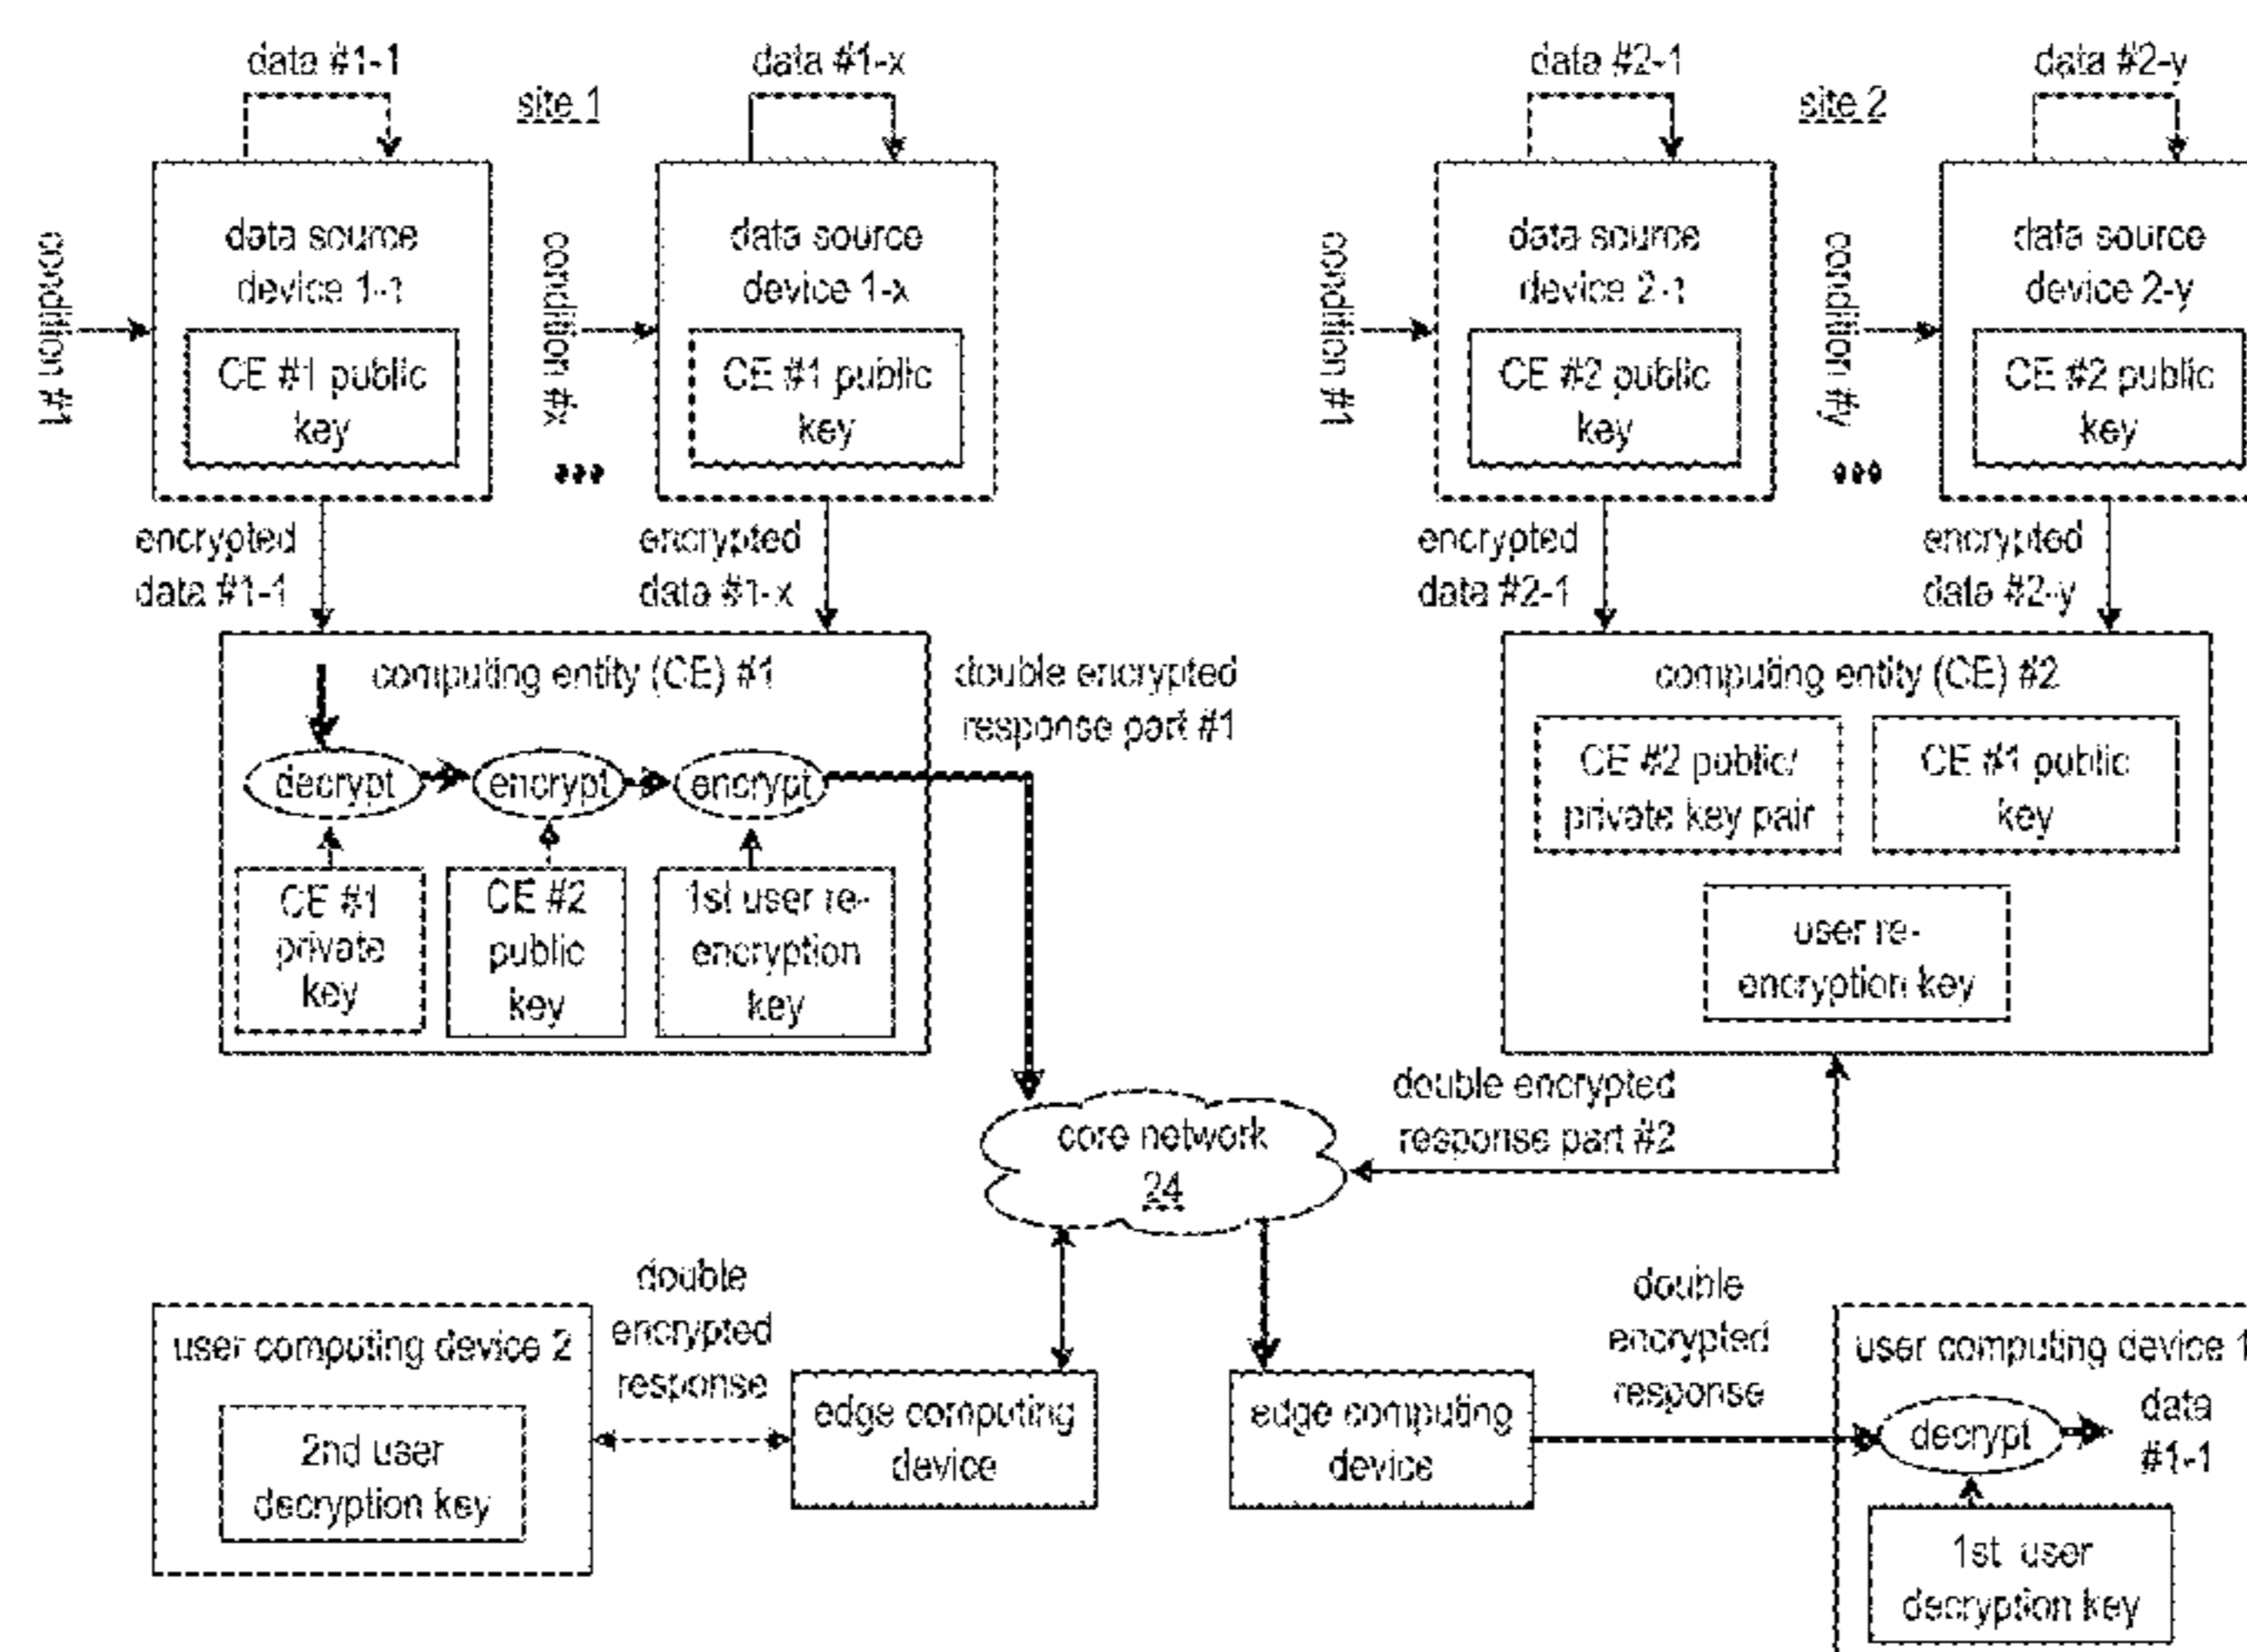 data #1-1
data #1-x
data #2-1
data #2-y
site 1
site 2
condition #1
data source
device 1-1
CE #1 public
key
condition #x
data source
device 1-x
CE #1 public
key
condition #1
data source
device 2-1
CE #2 public
key
condition #y
data source
device 2-y
CE #2 public
key
encrypted
data #1-1
encrypted
data #1-x
encrypted
data #2-1
encrypted
data #2-y
computing entity (CE) #1
decrypt
encrypt
encrypt
CE #1
private
key
CE #2
public
key
1st user re-
encryption
key
double encrypted
response part #1
computing entity (CE) #2
CE #2 public/
private key pair
CE #1 public
key
user re-
encryption key
core network
24
double encrypted
response part #2
user computing device 2
2nd user
decryption key
double
encrypted
response
edge computing
device
edge computing
device
double
encrypted
response
user computing device 1
decrypt
data
#1-1
1st user
decryption key